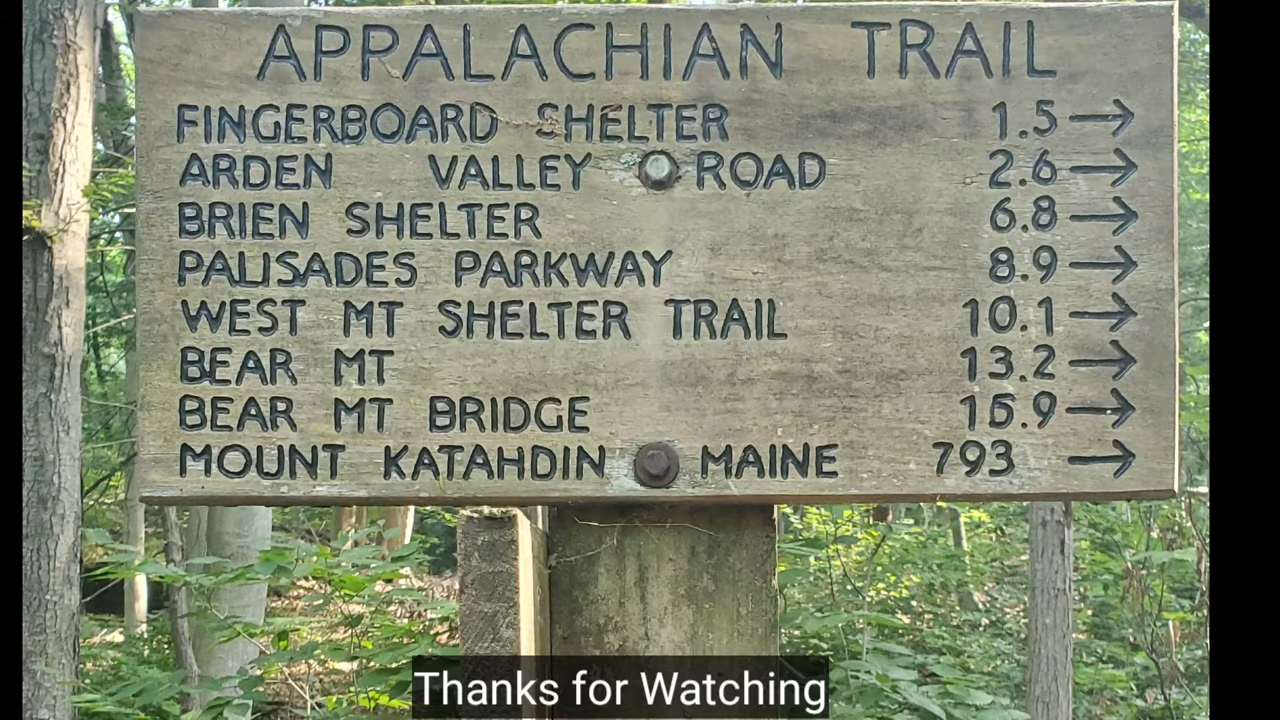 APPALACHIAN TRAIL
FINGERBOARD SHELTER 1.5 →
ARDEN VALLEY ROAD 2.6 →
BRIEN SHELTER 6.8 →
PALISADES PARKWAY 8.9 →
WEST MT SHELTER TRAIL 10.1 →
BEAR MT 13.2 →
BEAR MT BRIDGE 15.9 →
MOUNT KATAHDIN MAINE 793 →
Thanks for Watching